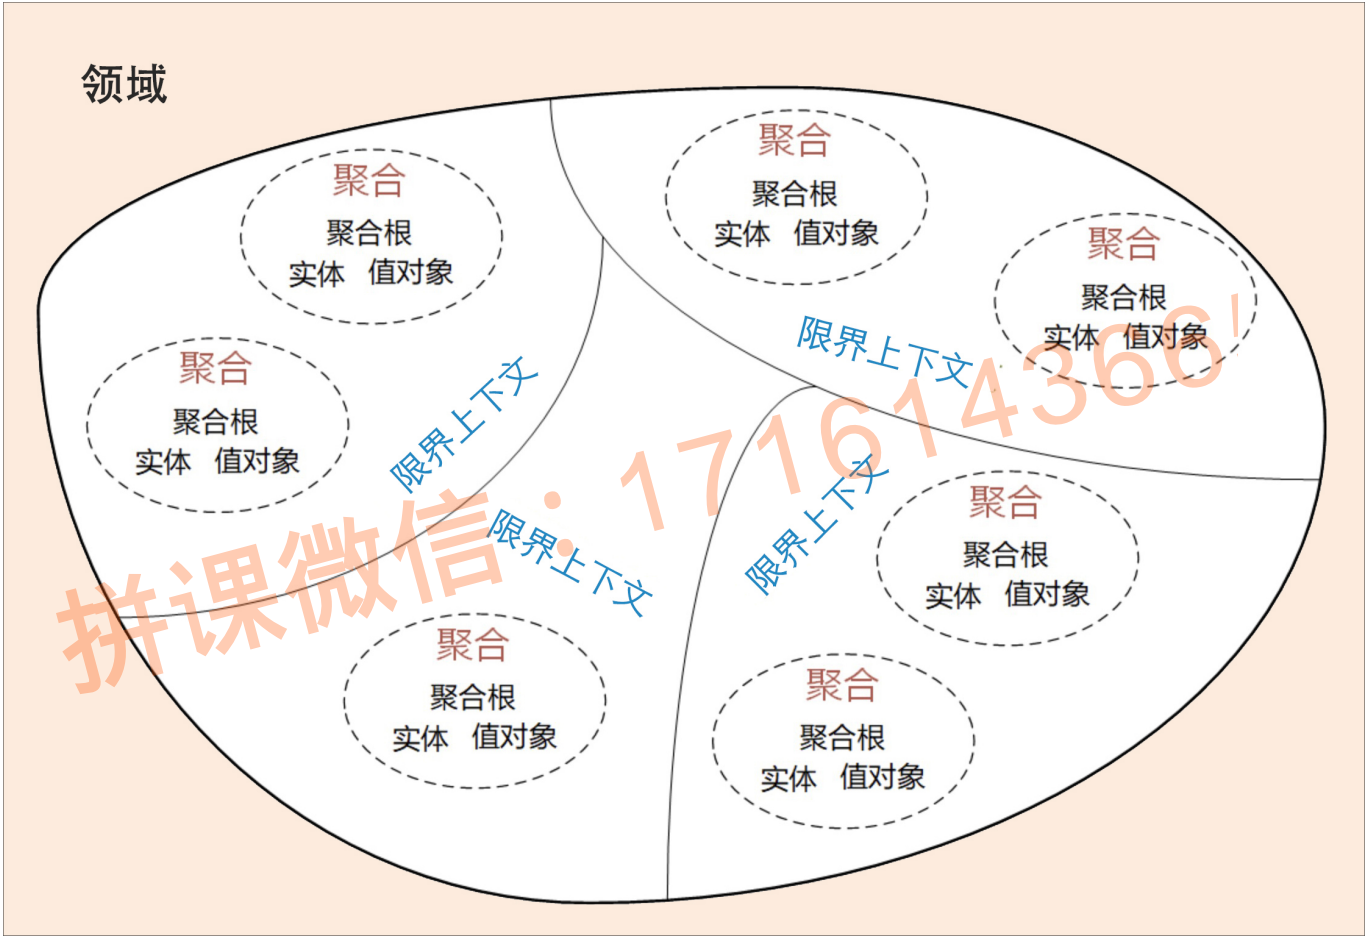 领域
聚合
聚合根
实体 值对象
聚合
聚合根
实体 值对象
聚合
聚合根
实体 值对象
聚合
聚合根
实体 值对象
限界上下文
限界上下文
限界上下文
限界上下文
聚合
聚合根
实体 值对象
聚合
聚合根
实体 值对象
聚合
聚合根
实体 值对象
拼课微信：171614366